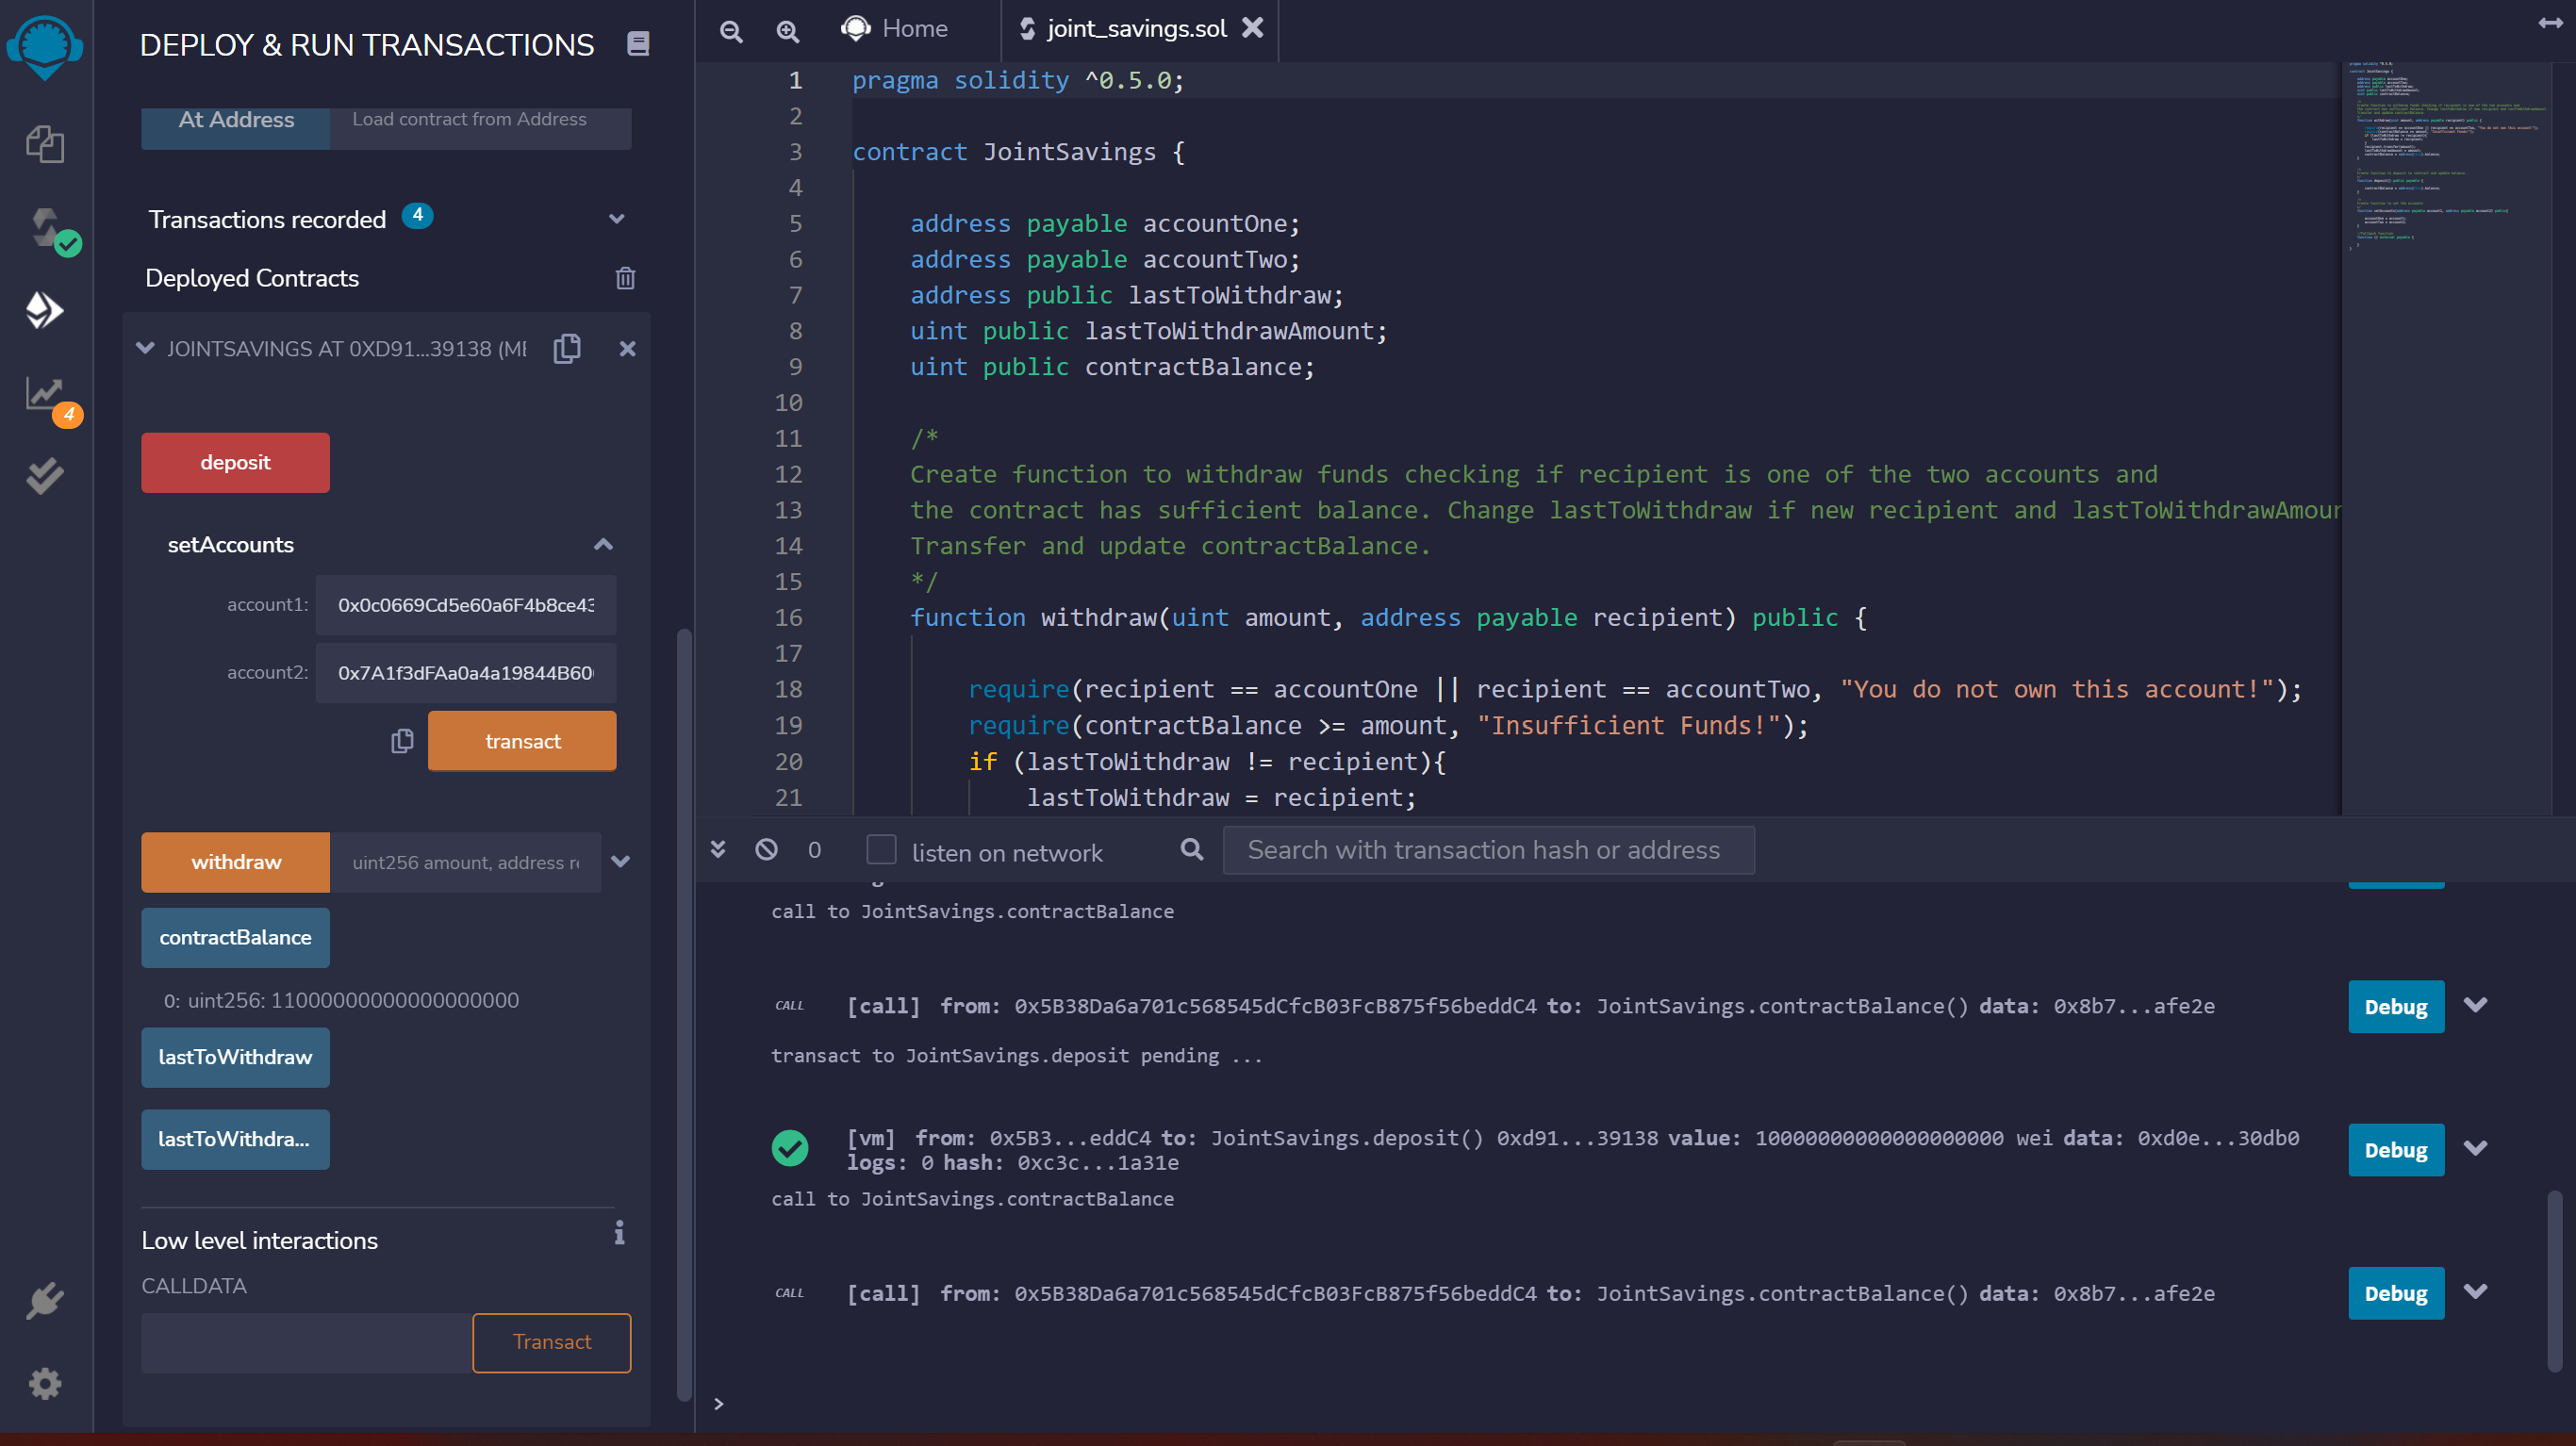 DEPLOY & RUN TRANSACTIONS
At Address
Load contract from Address
Transactions recorded 4
Deployed Contracts
JOINTSAVINGS AT 0XD91...39138 (ME
4
deposit
setAccounts
account1: 0x0c0669Cd5e60a6F4b8ce43
account2: 0x7A1f3dFAa0a4a19844B60
transact
withdraw
uint256 amount, address re
contractBalance
0: uint256: 11000000000000000000
lastToWithdraw
lastToWithdra...
Low level interactions
i
CALLDATA
Transact
Home
joint_savings.sol
1 pragma solidity ^0.5.0;
2
3 contract JointSavings {
4
5 address payable accountOne;
6 address payable accountTwo;
7 address public lastToWithdraw;
8 uint public lastToWithdrawAmount;
9 uint public contractBalance;
10
11 /*
12 Create function to withdraw funds checking if recipient is one of the two accounts and
13 the contract has sufficient balance. Change lastToWithdraw if new recipient and lastToWithdrawAmour
14 Transfer and update contractBalance.
15 */
16 function withdraw(uint amount, address payable recipient) public {
17
18 require(recipient == accountOne || recipient == accountTwo, "You do not own this account!");
19 require(contractBalance >= amount, "Insufficient Funds!");
20 if (lastToWithdraw != recipient){
21 lastToWithdraw = recipient;
0
listen on network
Search with transaction hash or address
call to JointSavings.contractBalance
CALL [call] from: 0x5B38Da6a701c568545dCfcB03FcB875f56beddC4 to: JointSavings.contractBalance() data: 0x8b7...afe2e
Debug
transact to JointSavings.deposit pending ...
[vm] from: 0x5B3...eddC4 to: JointSavings.deposit() 0xd91...39138 value: 10000000000000000000 wei data: 0xd0e...30db0
logs: 0 hash: 0xc3c...1a31e
Debug
call to JointSavings.contractBalance
CALL [call] from: 0x5B38Da6a701c568545dCfcB03FcB875f56beddC4 to: JointSavings.contractBalance() data: 0x8b7...afe2e
Debug
>